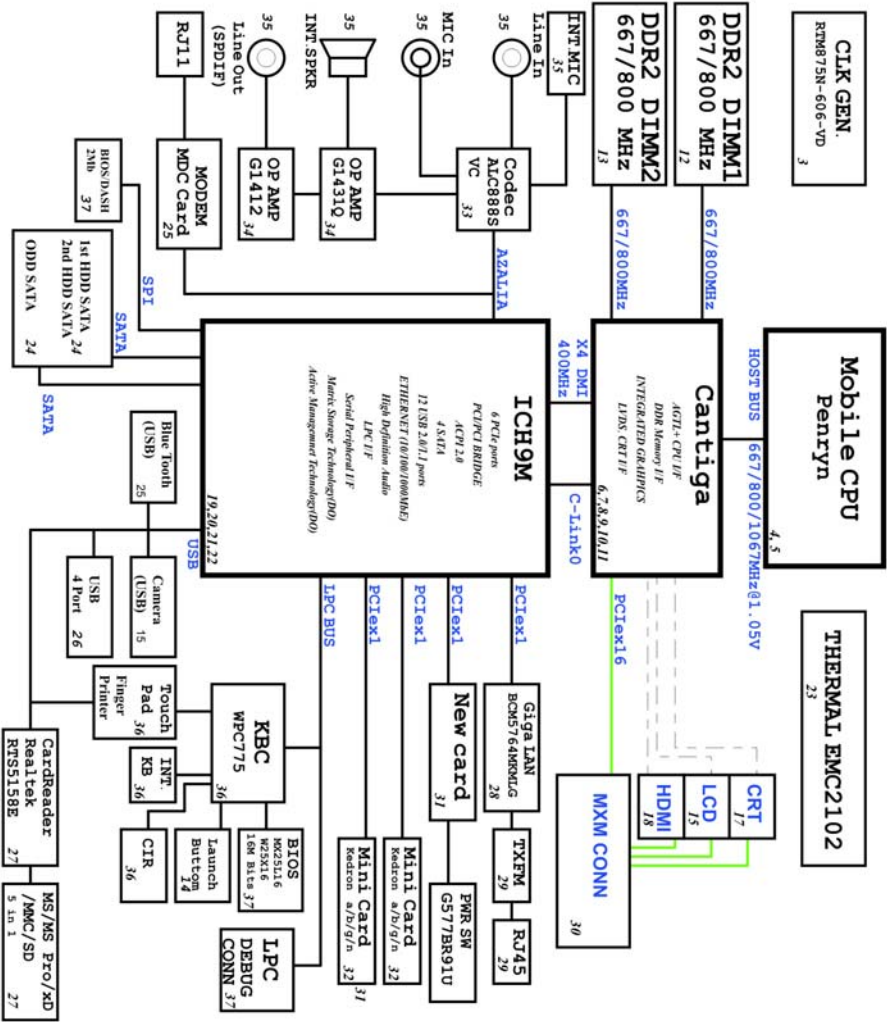 CLK GEN.
RTM875N-606-VD
3
Mobile CPU
Penryn
4, 5
THERMAL EMC2102
23
HOST BUS 667/800/1067MHz@1.05V
DDR2 DIMM1
667/800 MHz
12
667/800MHz
DDR2 DIMM2
667/800 MHz
13
667/800MHz
Cantiga
AGTL+ CPU I/F
DDR Memory I/F
INTEGRATED GRAHPICS
LVDS, CRT I/F
6,7,8,9,10,11
CRT
17
LCD
15
HDMI
18
PCIex16
MXM CONN
30
X4 DMI
400MHz
C-Link0
INT.MIC
35
Line In
35
MIC In
35
INT.SPKR
35
Line Out
(SPDIF)
35
RJ11
Codec
ALC888S
VC
33
OP AMP
G1431Q
34
OP AMP
G1412
34
MODEM
MDC Card
25
BIOS/DASH
2Mb
37
AZALIA
SPI
SATA
SATA
1st HDD SATA
2nd HDD SATA
24
ODD SATA
24
ICH9M
6 PCIe ports
PCI/PCI BRIDGE
ACPI 2.0
4 SATA
12 USB 2.0/1.1 ports
ETHERNET (10/100/1000MbE)
High Definition Audio
LPC I/F
Serial Peripheral I/F
Matrix Storage Technology(DO)
Active Managemnet Technology(DO)
19,20,21,22
PCIex1
Giga LAN
BCM5764MKMLG
28
TXFM
29
RJ45
29
PCIex1
New card
31
PWR SW
G577BR91U
31
PCIex1
Mini Card
Kedron a/b/g/n
32
PCIex1
Mini Card
Kedron a/b/g/n
32
LPC BUS
KBC
WPC775
36
BIOS
MX25L16
W25X16
16M Bits
37
LPC
DEBUG
CONN
37
Launch
Buttom
14
CIR
36
INT.
KB
36
Touch
Pad
36
Finger
Printer
USB
Blue Tooth
(USB)
25
Camera
(USB)
15
USB
4 Port
26
CardReader
Realtek
RTS5158E
27
MS/MS Pro/xD
/MMC/SD
5 in 1
27